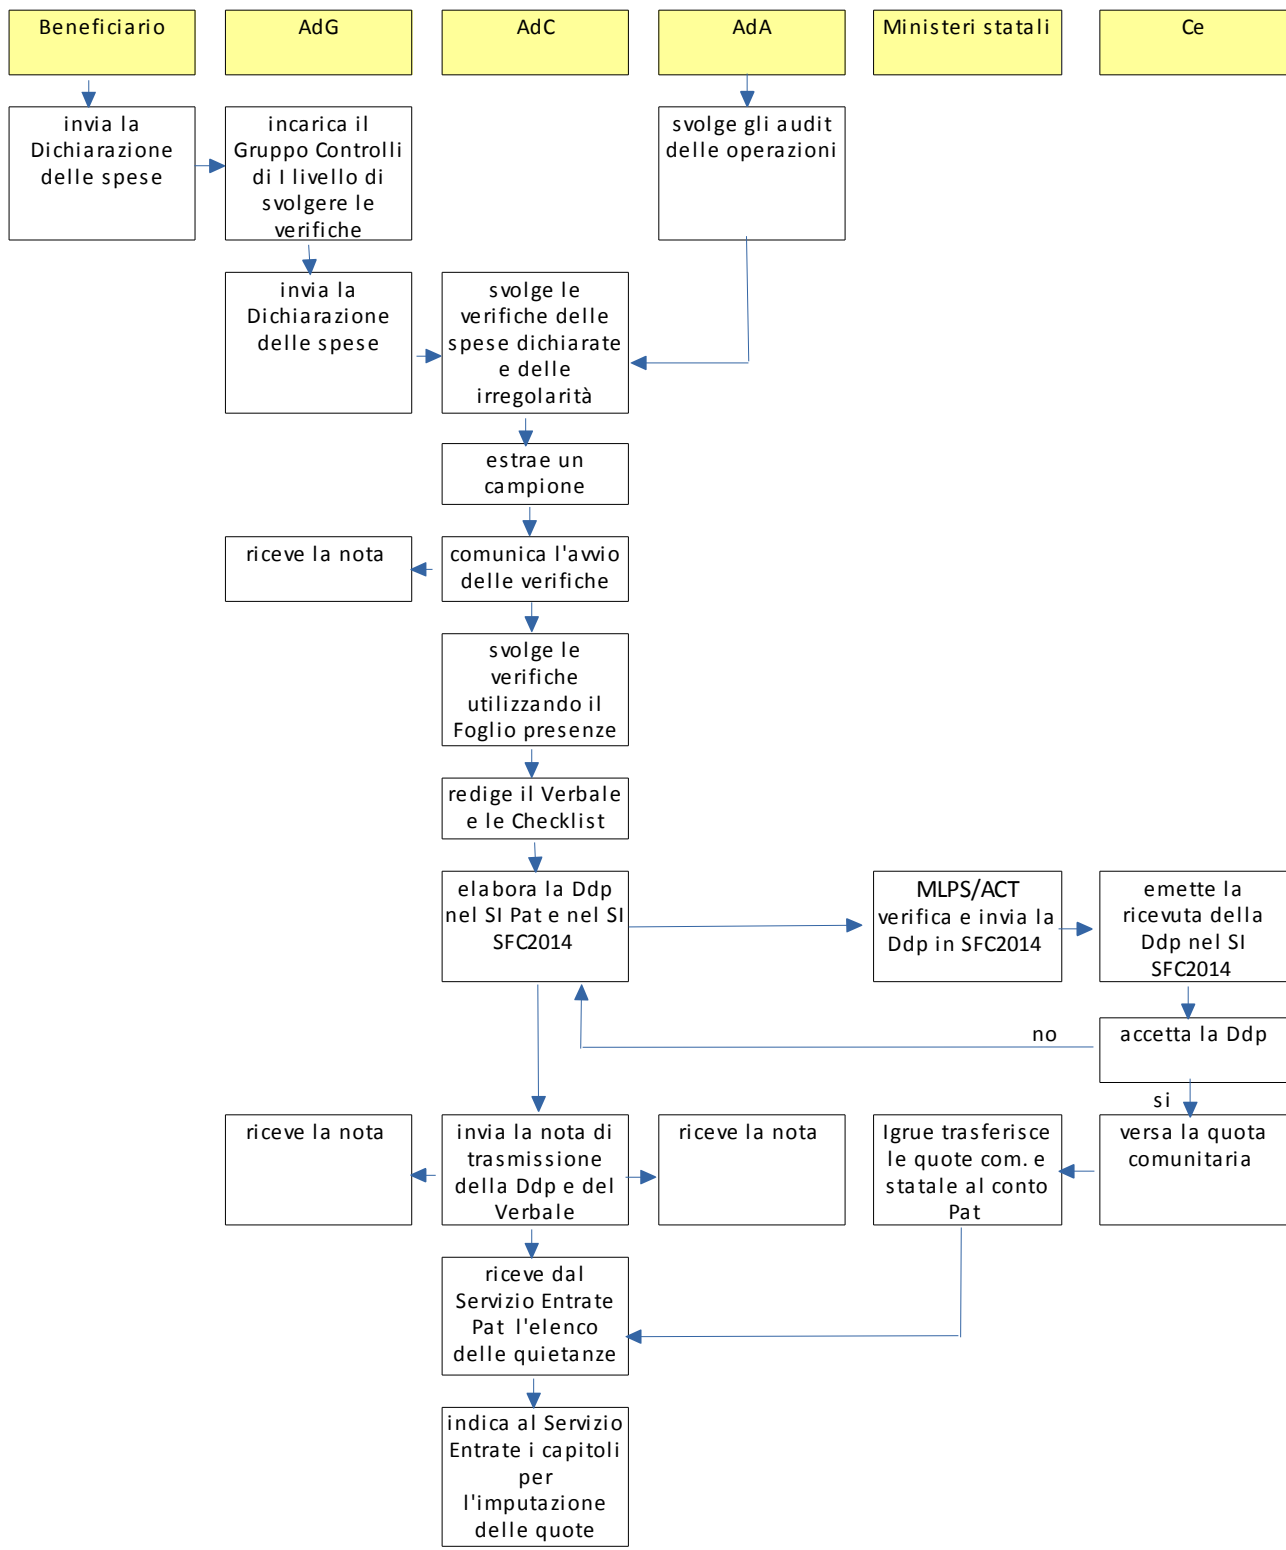 Beneficiario
AdG
AdC
AdA
Ministeri statali
Ce
invia la
Dichiarazione
delle spese
incarica il
Gruppo Controlli
di I livello di
svolgere le
verifiche
svolge gli audit
delle operazioni
invia la
Dichiarazione
delle spese
svolge le
verifiche delle
spese dichiarate
e delle
irregolarità
estrae un
campione
riceve la nota
comunica l'avvio
delle verifiche
svolge le
verifiche
utilizzando il
Foglio presenze
redige il Verbale
e le Checklist
elabora la Ddp
nel SI Pat e nel SI
SFC2014
MLPS/ACT
verifica e invia la
Ddp in SFC2014
emette la
ricevuta della
Ddp nel SI
SFC2014
no
accetta la Ddp
si
riceve la nota
invia la nota di
trasmissione
della Ddp e del
Verbale
riceve la nota
Igrue trasferisce
le quote com. e
statale al conto
Pat
versa la quota
comunitaria
riceve dal
Servizio Entrate
Pat l'elenco
delle quietanze
indica al Servizio
Entrate i capitoli
per
l'imputazione
delle quote